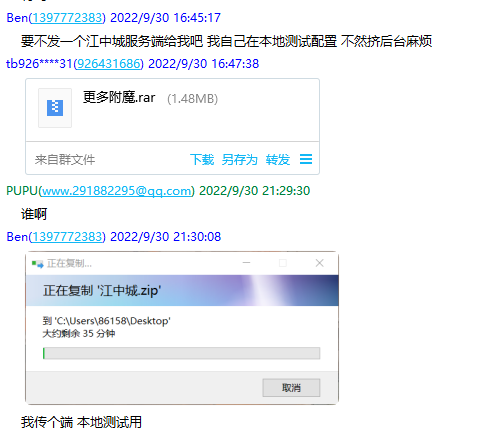 Ben(1397772383) 2022/9/30 16:45:17
要不发一个江中城服务端给我吧 我自己在本地测试配置 不然挤后台麻烦
tb926****31(926431686) 2022/9/30 16:47:38
更多附魔.rar (1.48MB)
来自群文件 下载 另存为 转发
PUPU(www.291882295@qq.com) 2022/9/30 21:29:30
谁啊
Ben(1397772383) 2022/9/30 21:30:08
正在复制...
正在复制 '江中城.zip'
到 'C:\Users\86158\Desktop'
大约剩余 35 分钟
取消
我传个端 本地测试用